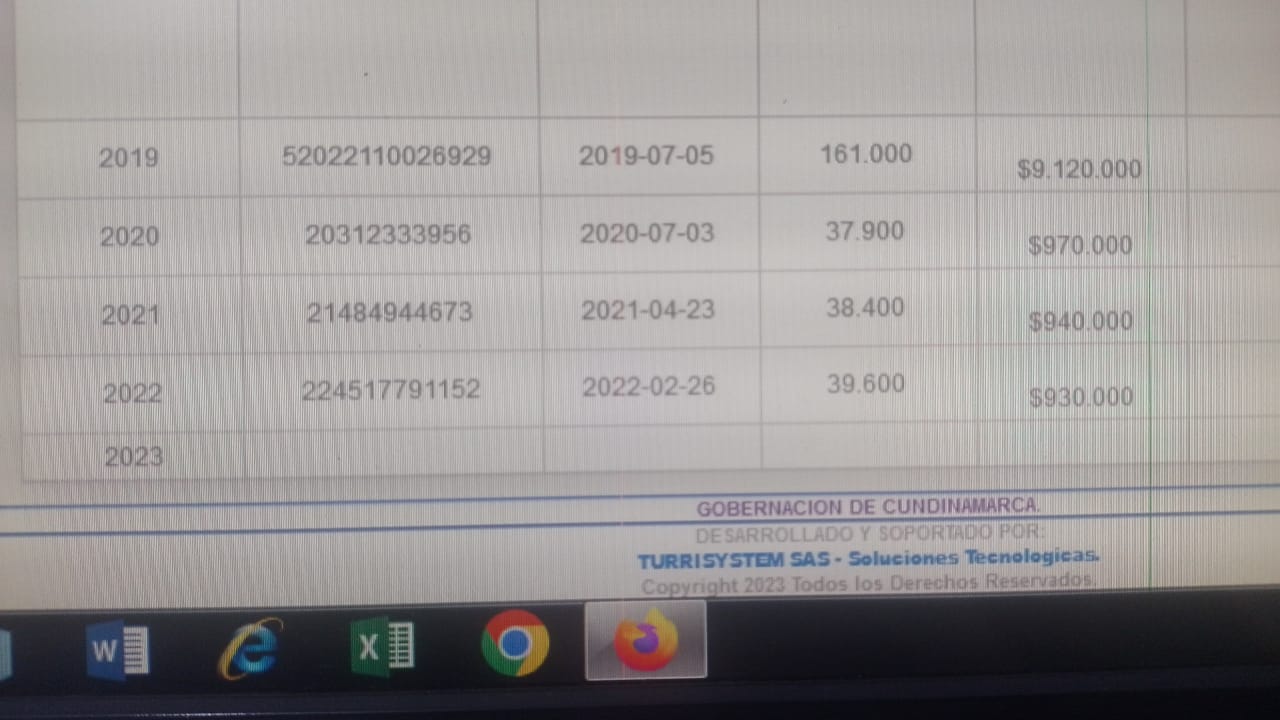 2019 52022110026929 2019-07-05 161.000 $9.120.000
2020 20312333956 2020-07-03 37.900 $970.000
2021 21484944673 2021-04-23 38.400 $940.000
2022 224517791152 2022-02-26 39.600 $930.000
2023
GOBERNACION DE CUNDINAMARCA.
DESARROLLADO Y SOPORTADO POR:
TURRISYSTEM SAS - Soluciones Tecnologicas.
Copyright 2023 Todos los Derechos Reservados.
W
X